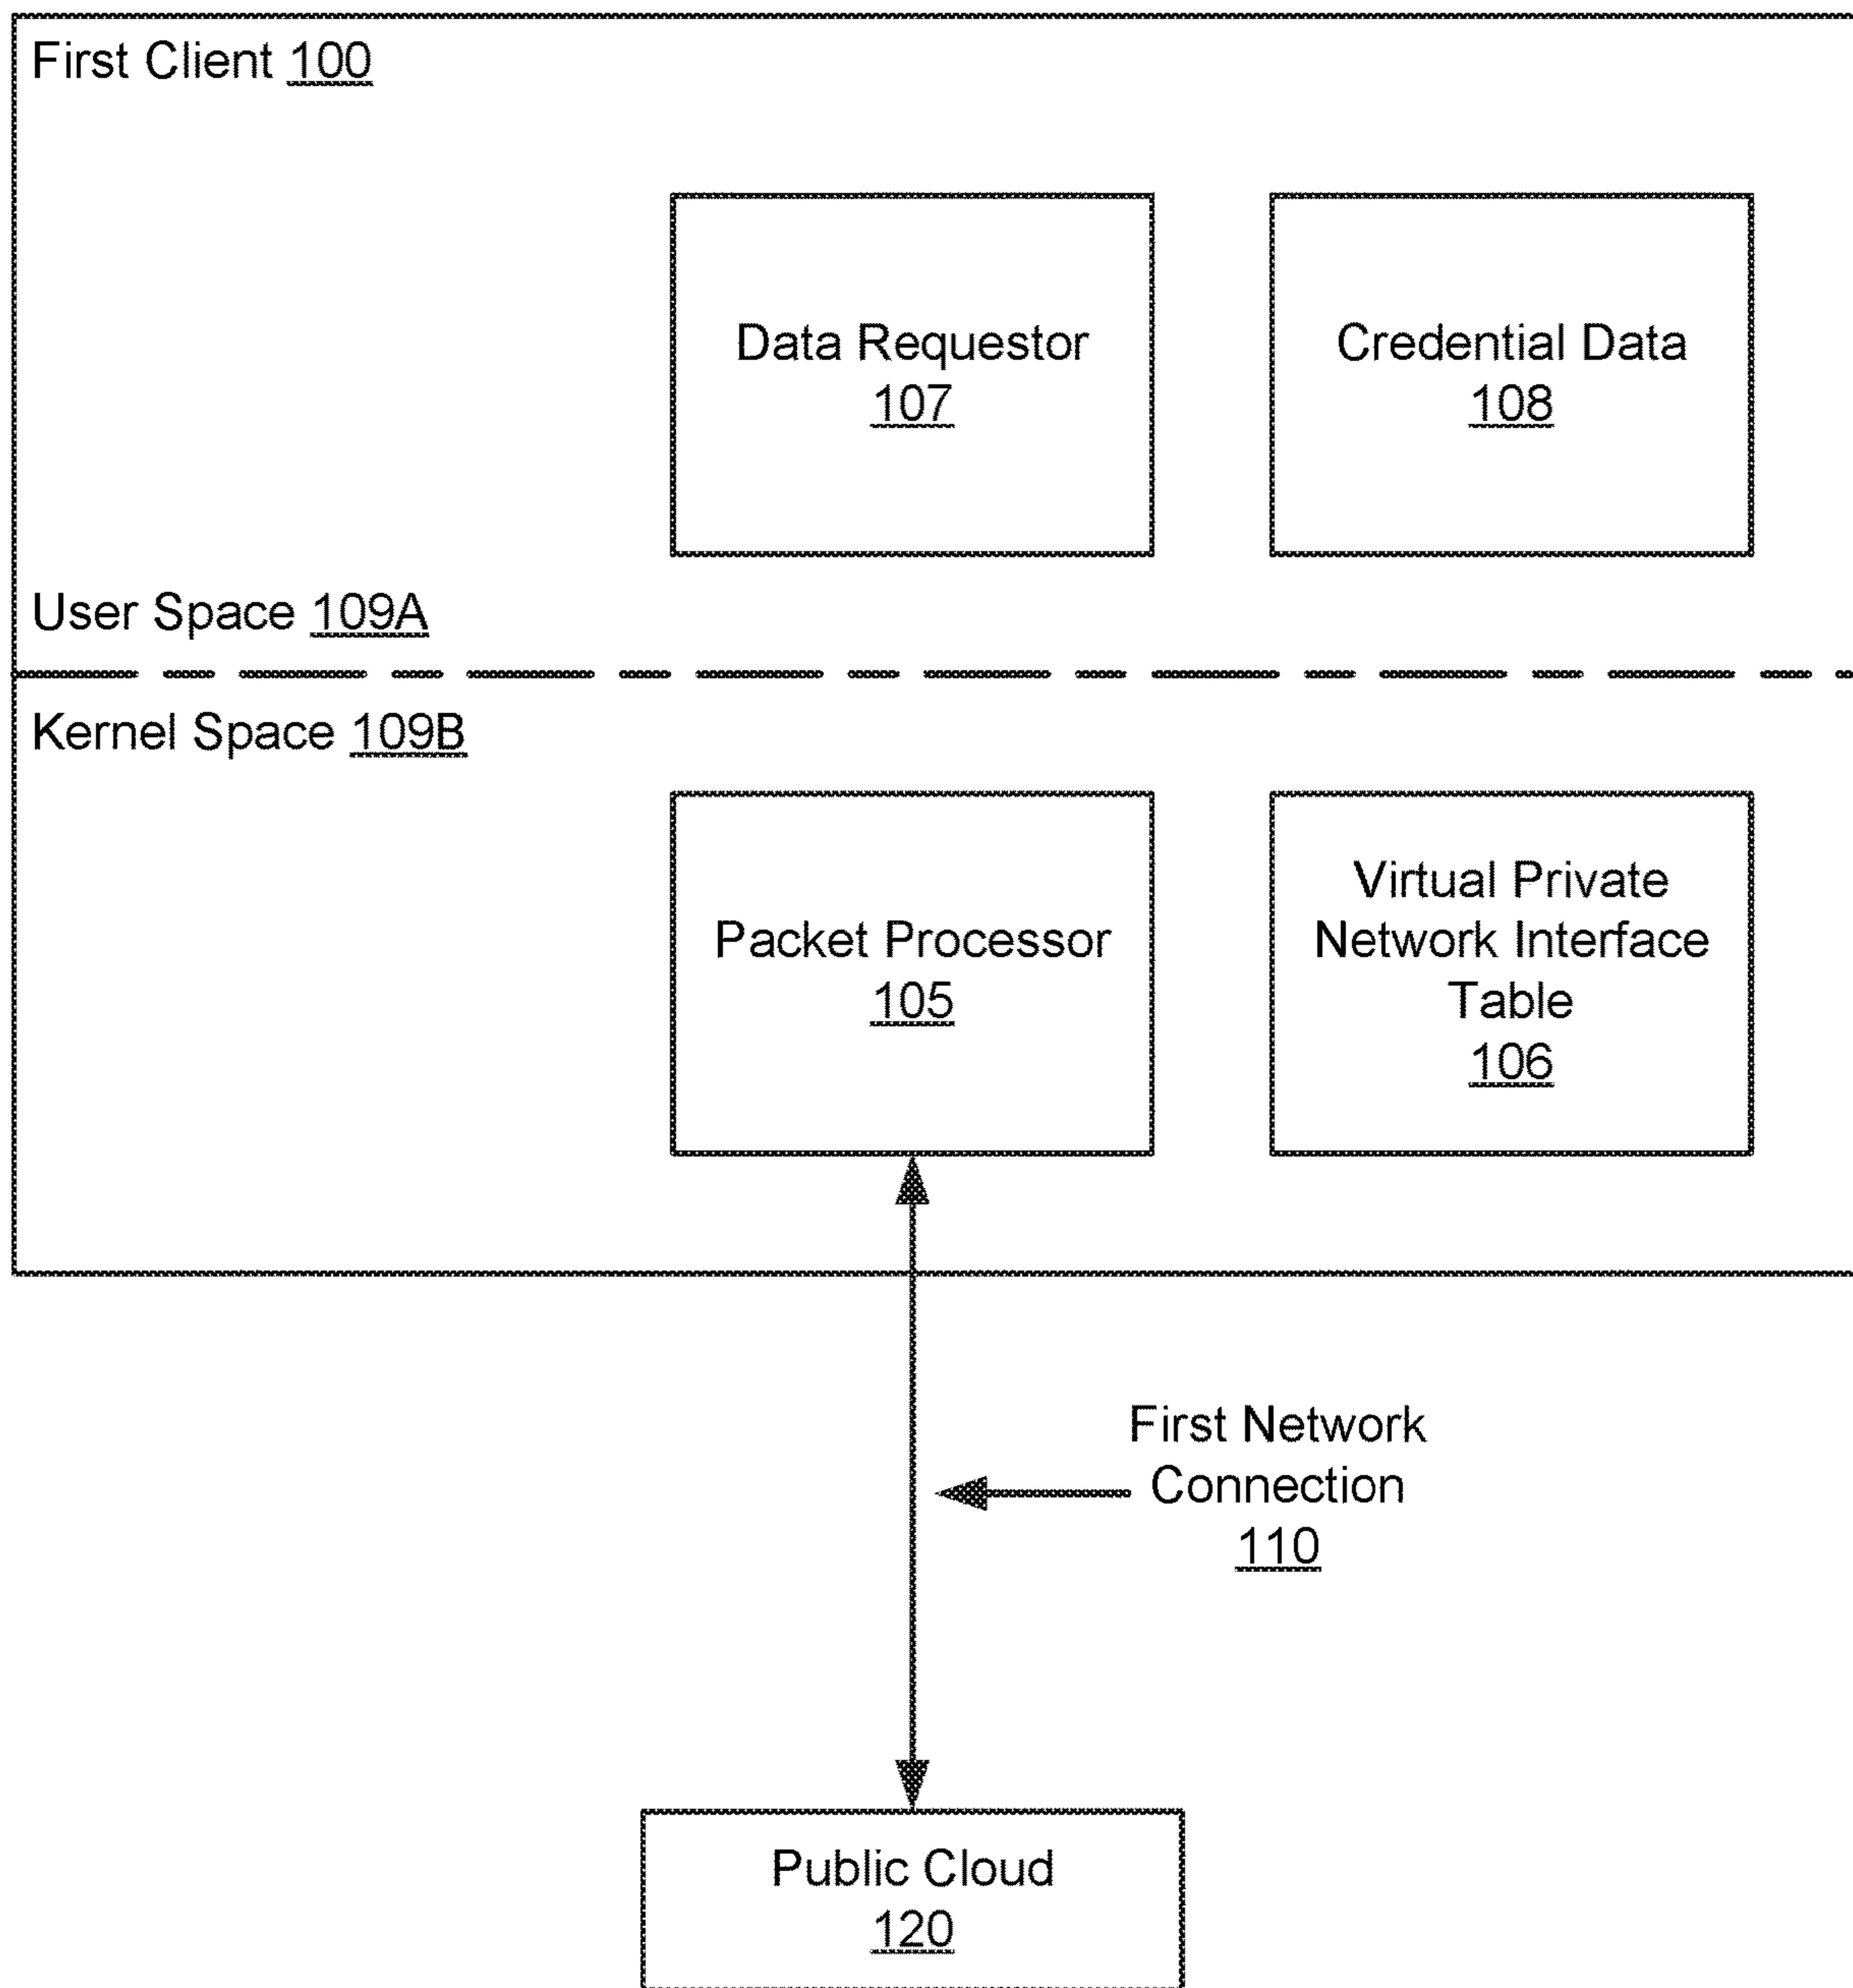 First Client 100
Data Requestor
107
Credential Data
108
User Space 109A
Kernel Space 109B
Packet Processor
105
Virtual Private
Network Interface
Table
106
First Network
Connection
110
Public Cloud
120